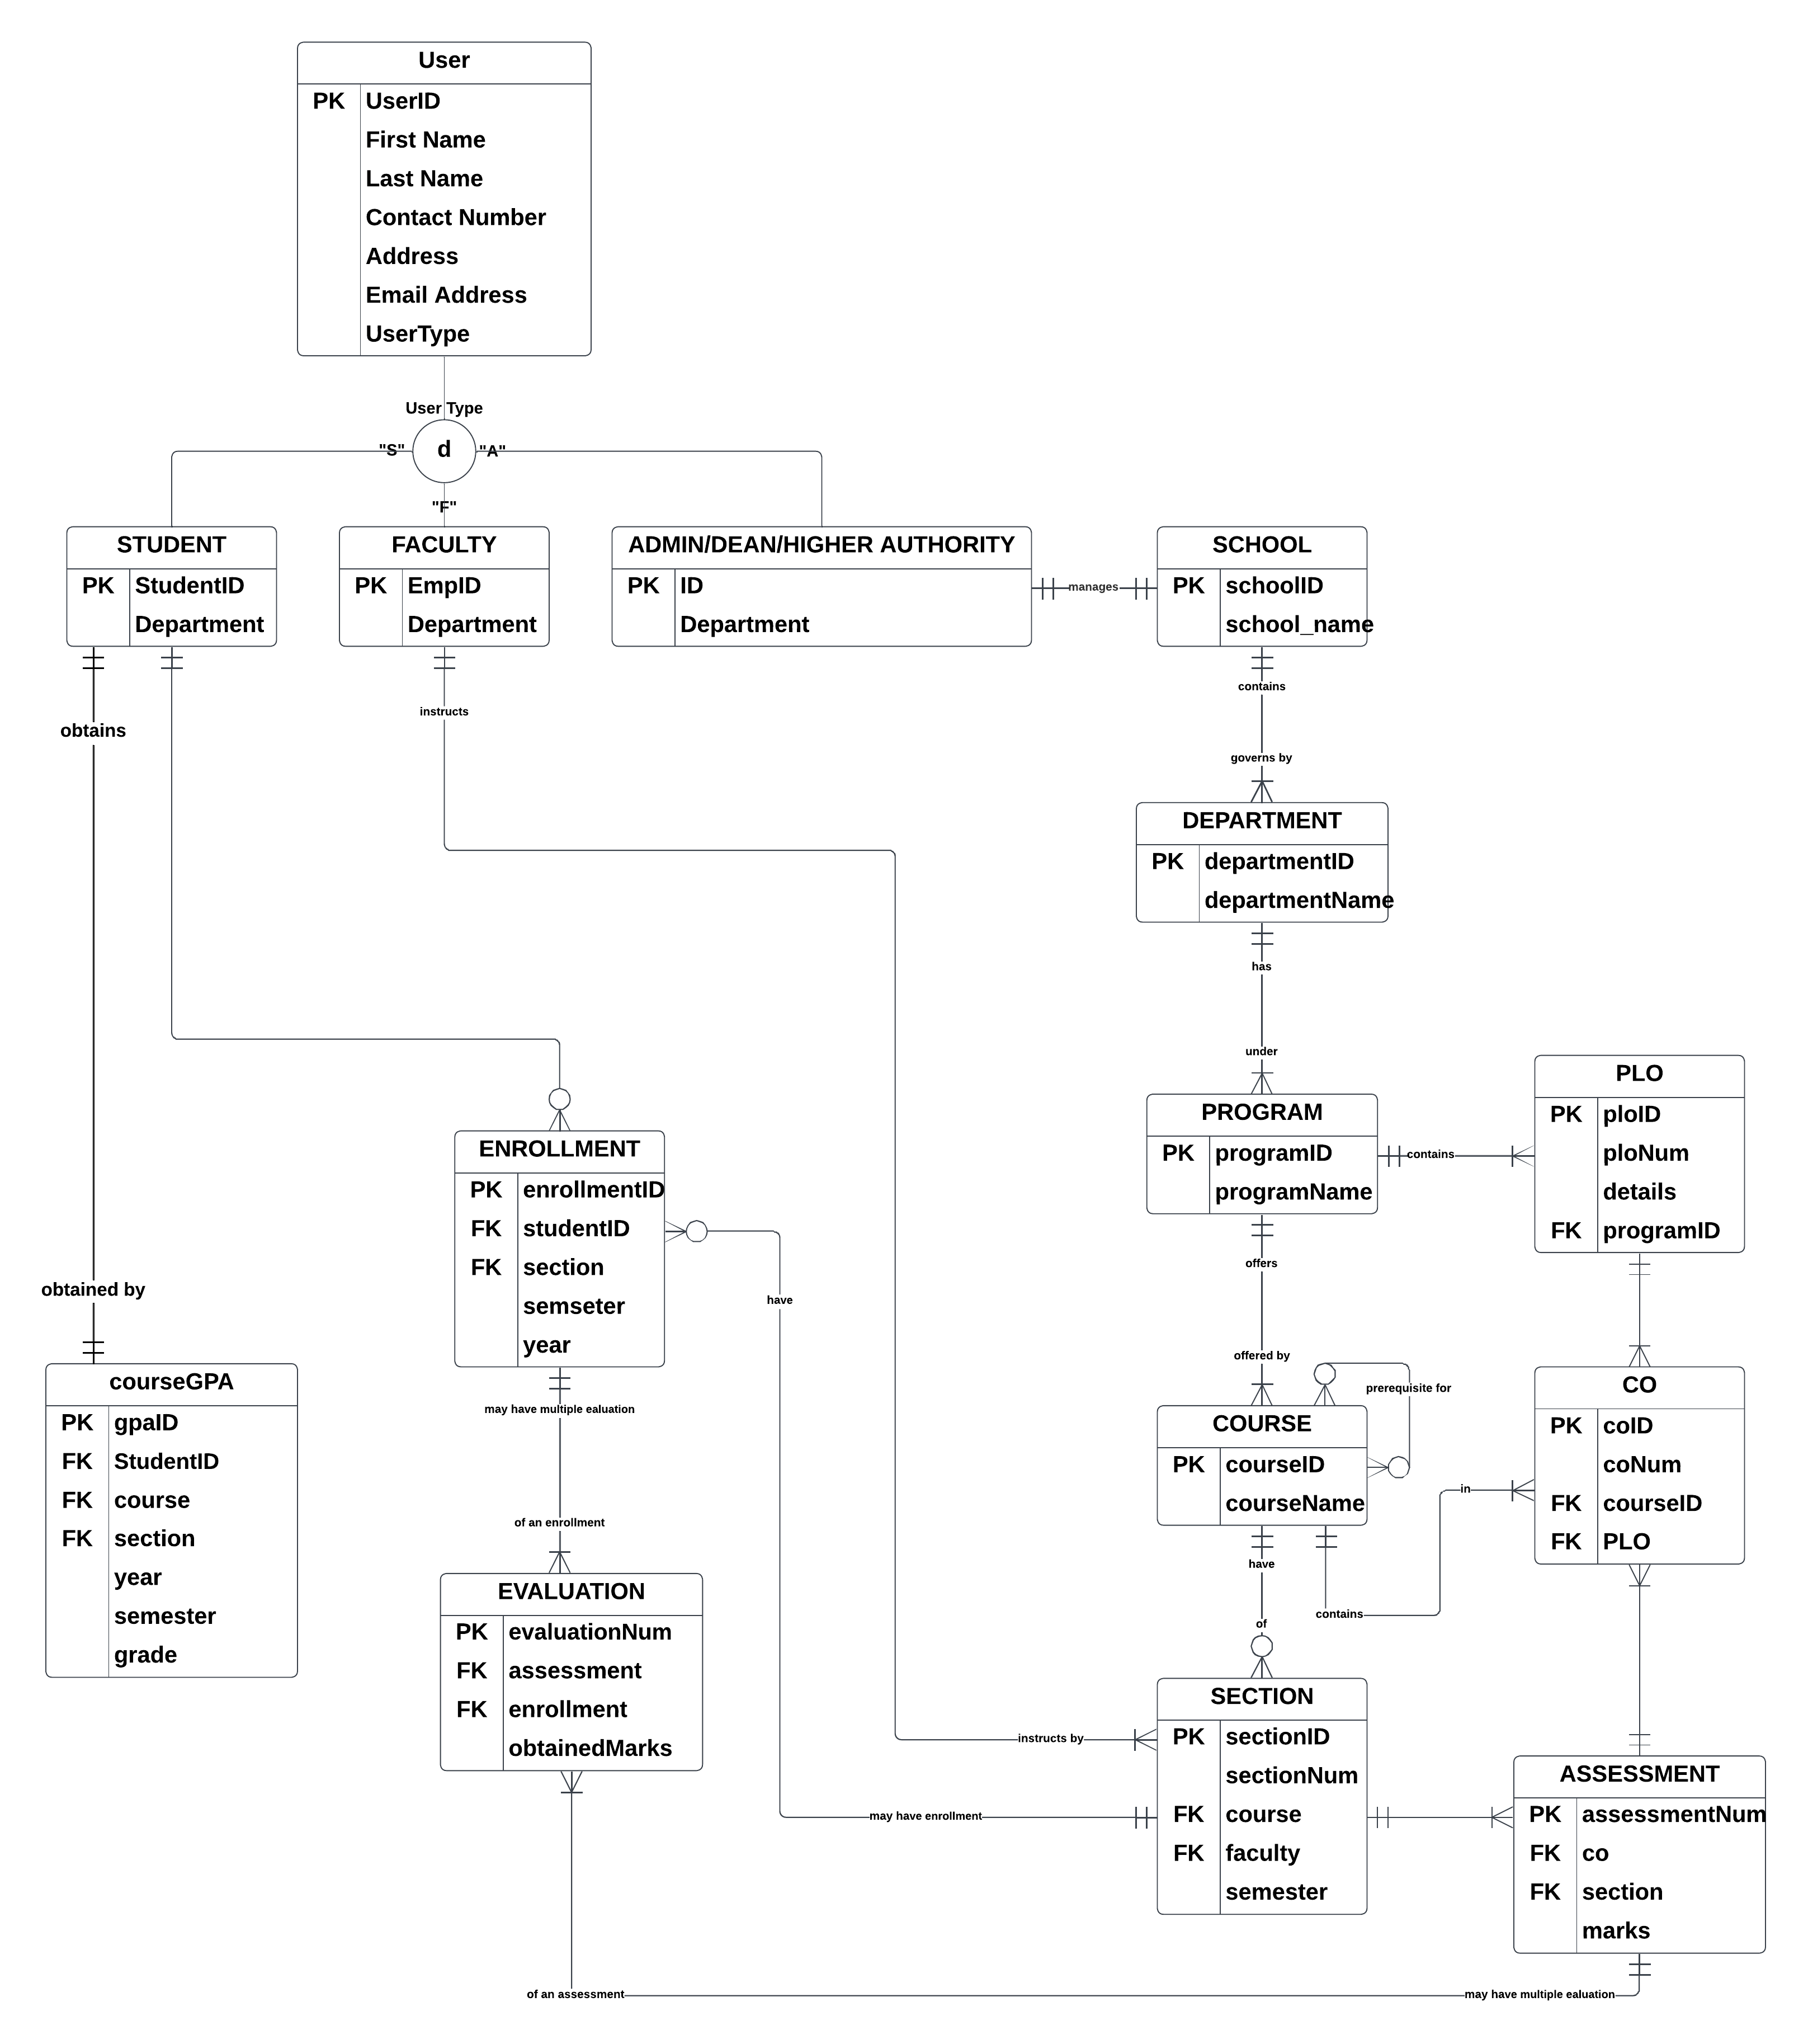 User
PK UserID
First Name
Last Name
Contact Number
Address
Email Address
UserType
User Type
"S" d "A"
"F"
STUDENT
PK StudentID
Department
FACULTY
PK EmpID
Department
ADMIN/DEAN/HIGHER AUTHORITY
PK ID
Department
manages
SCHOOL
PK schoolID
school_name
obtains
instructs
contains
governs by
DEPARTMENT
PK departmentID
departmentName
has
under
PROGRAM
PK programID
programName
contains
PLO
PK ploID
ploNum
details
FK programID
ENROLLMENT
PK enrollmentID
FK studentID
FK section
semseter
year
have
offers
offered by
obtained by
courseGPA
PK gpaID
FK StudentID
FK course
FK section
year
semester
grade
may have multiple ealuation
of an enrollment
prerequisite for
COURSE
PK courseID
courseName
in
CO
PK coID
coNum
FK courseID
FK PLO
have
contains
of
EVALUATION
PK evaluationNum
FK assessment
FK enrollment
obtainedMarks
SECTION
PK sectionID
sectionNum
FK course
FK faculty
semester
instructs by
may have enrollment
ASSESSMENT
PK assessmentNum
FK co
FK section
marks
of an assessment
may have multiple ealuation